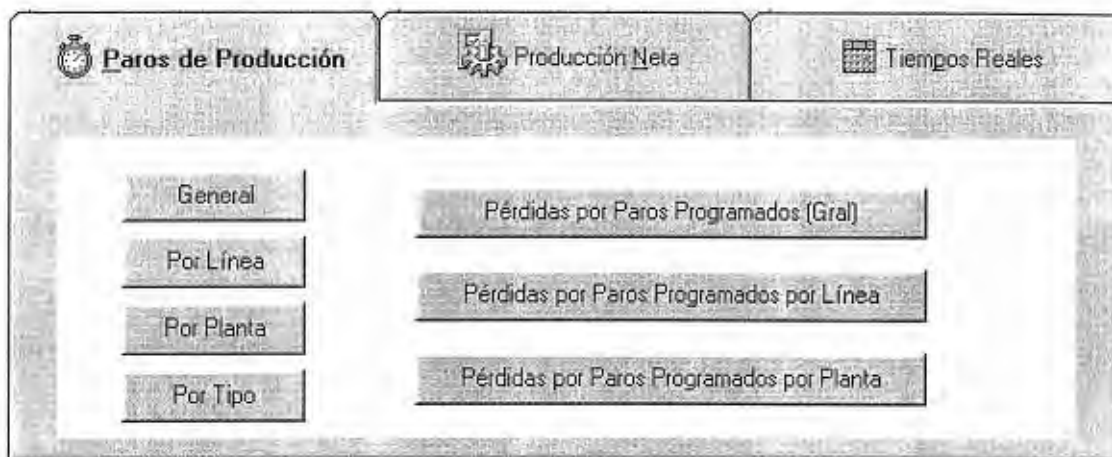 Paros de Producción
Producción Neta
Tiempos Reales
General
Por Línea
Por Planta
Por Tipo
Pérdidas por Paros Programados (Gral)
Pérdidas por Paros Programados por Línea
Pérdidas por Paros Programados por Planta